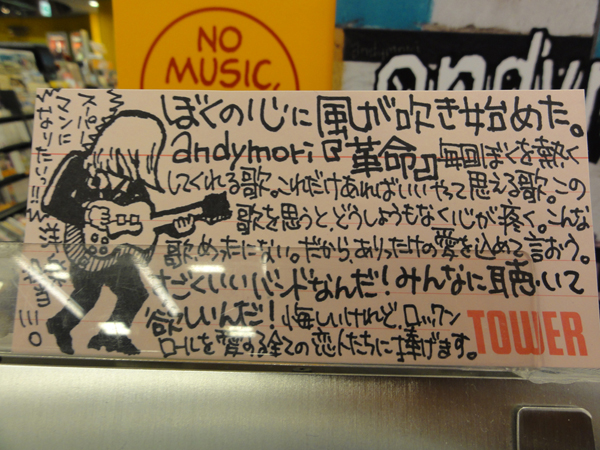 NO
MUSIC,
andy
ぼくの心に風が吹き始めた。
andymori『革命』毎回ぼくを熱く
してくれる歌。これだけあればいいやって思える歌。この
歌を思うと、どうしようもなく心が疼く。こんな
歌、めったにない。だからありったけの愛を込めて言おう。
すごくいいバンドなんだ！みんなに聴いて
欲しいんだ！悔しいけれど、ロックン
ロールを愛する全ての恋人たちに捧げます。
TOWER
スーパー
マンに
なりたい!!!